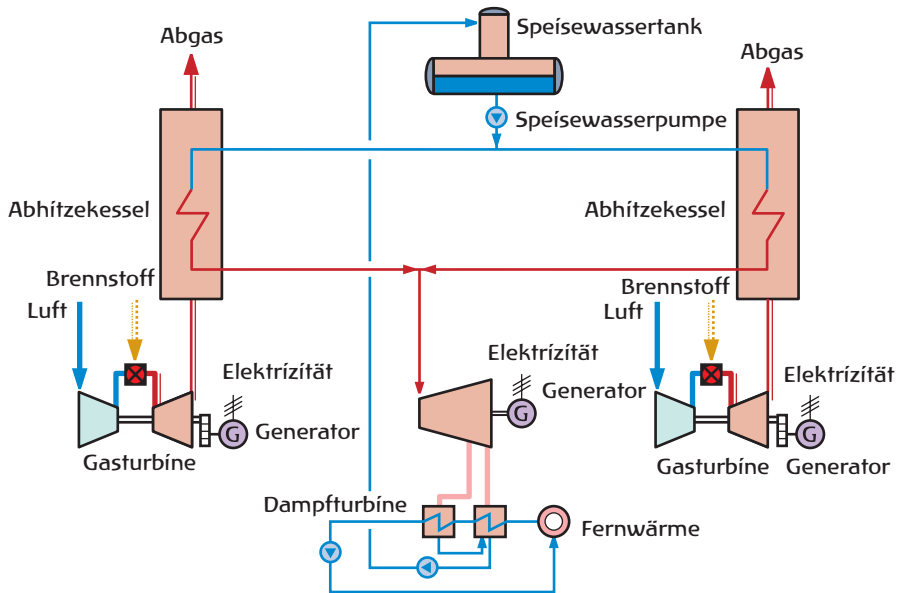 Abgas
Speisewassertank
Abgas
Speisewasserpumpe
Abhitzekessel
Abhitzekessel
Brennstoff
Luft
Brennstoff
Luft
Elektrizität
Elektrizität
Elektrizität
G
Generator
Gasturbine
G
Generator
G
Generator
Gasturbine
Dampfturbine
Fernwärme